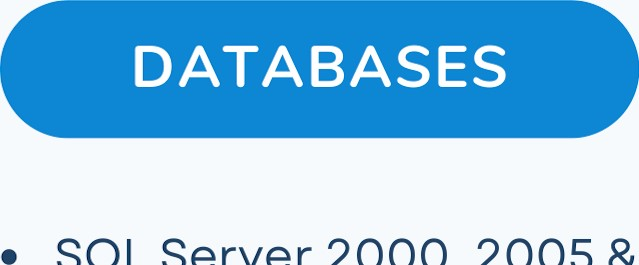 DATABASES
• SQL Server 2000, 2005 &